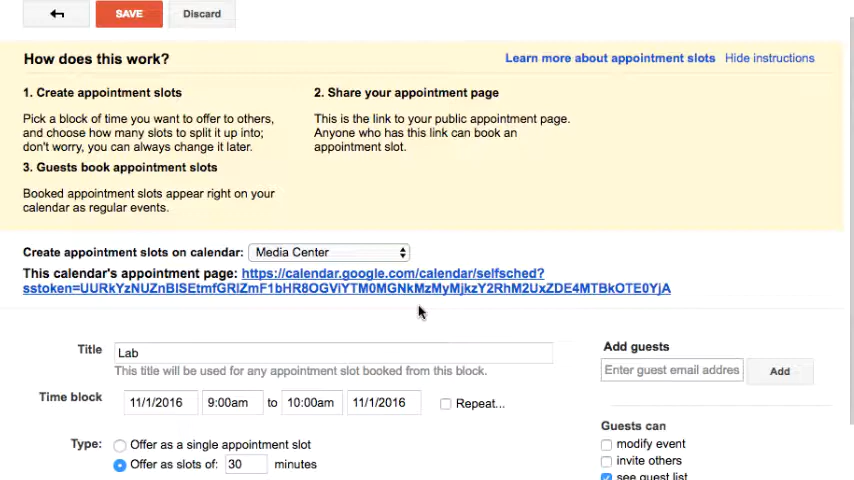 SAVE
Discard
How does this work?
Learn more about appointment slots
Hide instructions
1. Create appointment slots
Pick a block of time you want to offer to others,
and choose how many slots to split it up into;
don't worry, you can always change it later.
2. Share your appointment page
This is the link to your public appointment page.
Anyone who has this link can book an
appointment slot.
3. Guests book appointment slots
Booked appointment slots appear right on your
calendar as regular events.
Create appointment slots on calendar: Media Center
This calendar's appointment page: https://calendar.google.com/calendar/selfsched?
sstoken=UURkYzNUZnBISEtmfGRlZmF1bHR8OGViYTM0MGNkMzMyMjkzY2RhM2UxZDE4MTBkOTE0YjA
Title Lab
This title will be used for any appointment slot booked from this block.
Time block 11/1/2016 9:00am to 10:00am 11/1/2016 Repeat...
Type: Offer as a single appointment slot
Offer as slots of: 30 minutes
Add guests
Enter guest email addres Add
Guests can
modify event
invite others
see guest list